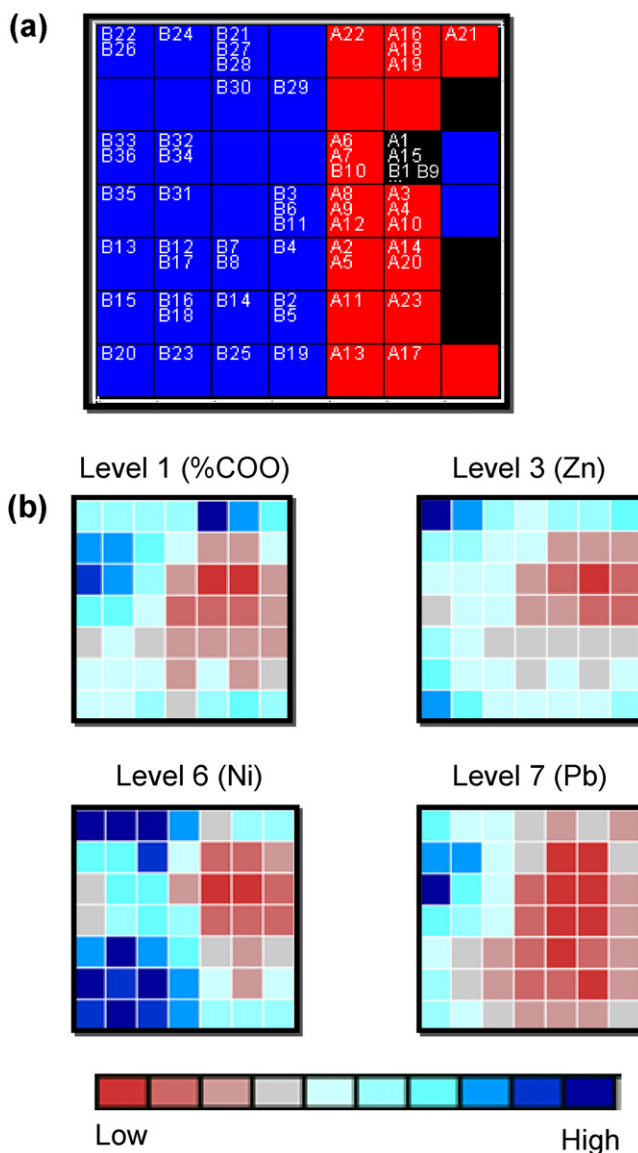 (a)
B22 B24 B21 A22 A16 A21
B26 B27 A18
B28 A19
B30 B29
B33 B32 A6 A1
B36 B34 A7 A15
B10 B1 B9
...
B35 B31 B3 A8 A3
B6 A9 A4
B11 A12 A10
B13 B12 B7 B4 A2 A14
B17 B8 A5 A20
B15 B16 B14 B2 A11 A23
B18 B5
B20 B23 B25 B19 A13 A17
Level 1 (%COO) Level 3 (Zn)
(b)
Level 6 (Ni) Level 7 (Pb)
Low High